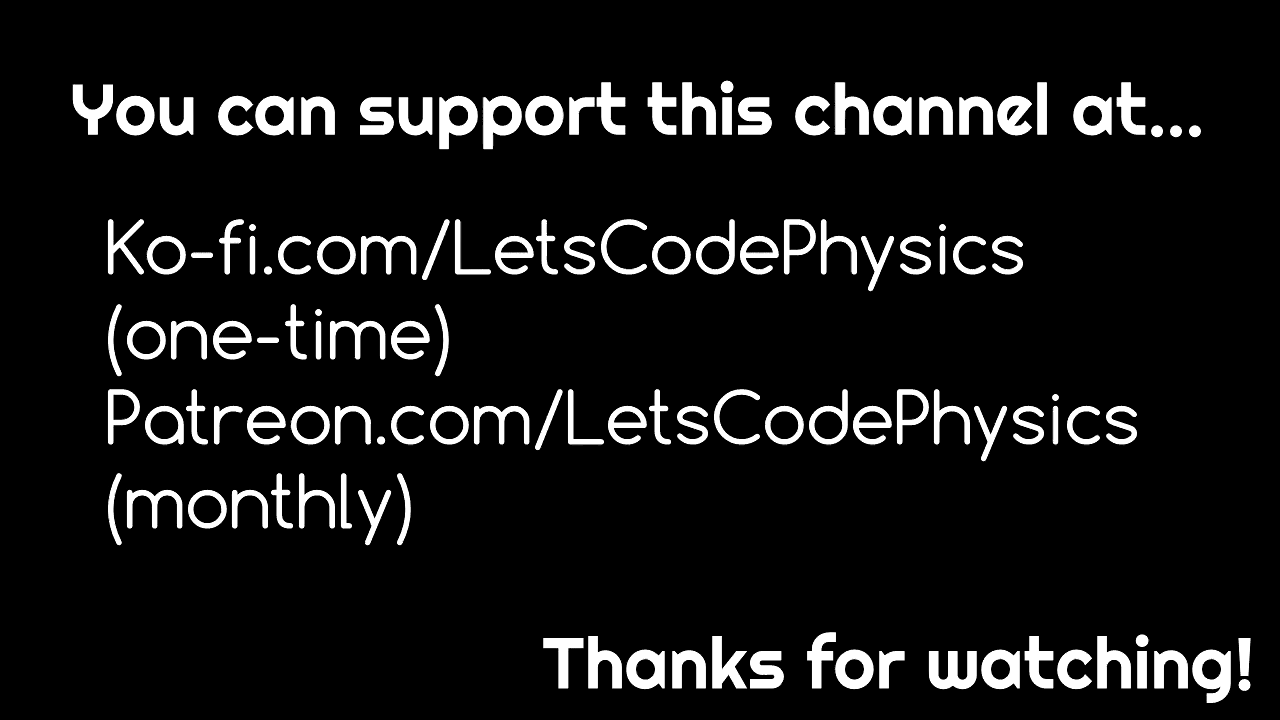 You can support this channel at...
Ko-fi.com/LetsCodePhysics
(one-time)
Patreon.com/LetsCodePhysics
(monthly)
Thanks for watching!